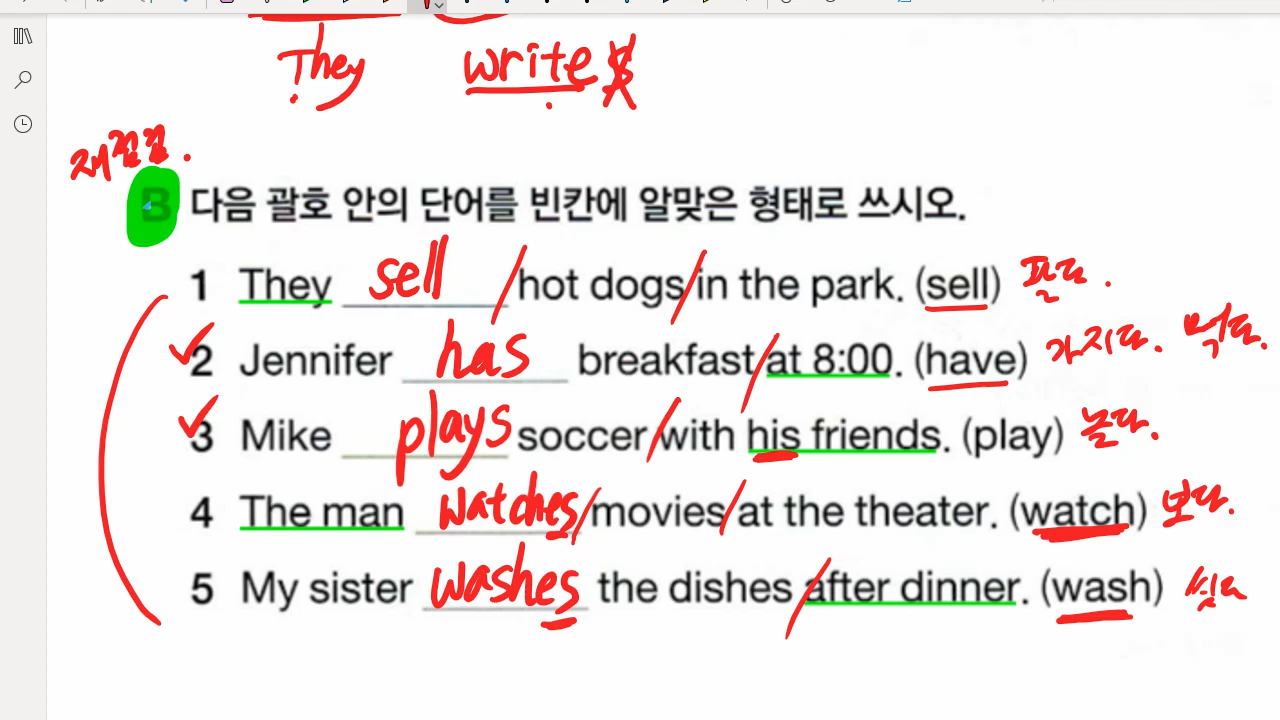 They write
재점검.
B 다음 괄호 안의 단어를 빈칸에 알맞은 형태로 쓰시오.
1 They sell / hot dogs / in the park. (sell) 판다.
2 Jennifer has breakfast / at 8:00. (have) 가지다. 먹다.
3 Mike plays soccer / with his friends. (play) 놀다.
4 The man watches / movies / at the theater. (watch) 보다.
5 My sister washes the dishes / after dinner. (wash) 씻다